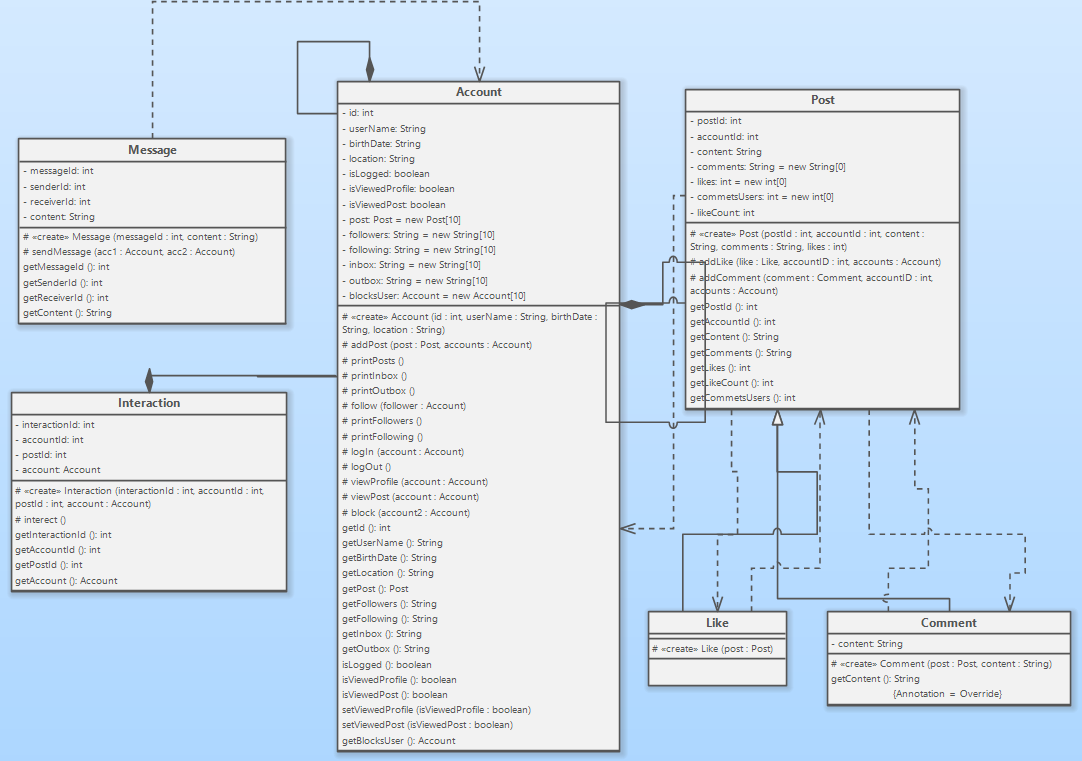 Message
- messageId: int
- senderId: int
- receiverId: int
- content: String
# «create» Message (messageId : int, content : String)
# sendMessage (acc1 : Account, acc2 : Account)
getMessageId (): int
getSenderId (): int
getReceiverId (): int
getContent (): String
Interaction
- interactionId: int
- accountId: int
- postId: int
- account: Account
# «create» Interaction (interactionId : int, accountId : int,
postId : int, account : Account)
# interect ()
getInteractionId (): int
getAccountId (): int
getPostId (): int
getAccount (): Account
Account
- id: int
- userName: String
- birthDate: String
- location: String
- isLogged: boolean
- isViewedProfile: boolean
- isViewedPost: boolean
- post: Post = new Post[10]
- followers: String = new String[10]
- following: String = new String[10]
- inbox: String = new String[10]
- outbox: String = new String[10]
- blocksUser: Account = new Account[10]
# «create» Account (id : int, userName : String, birthDate :
String, location : String)
# addPost (post : Post, accounts : Account)
# printPosts ()
# printInbox ()
# printOutbox ()
# follow (follower : Account)
# printFollowers ()
# printFollowing ()
# logIn (account : Account)
# logOut ()
# viewProfile (account : Account)
# viewPost (account : Account)
# block (account2 : Account)
getId (): int
getUserName (): String
getBirthDate (): String
getLocation (): String
getPost (): Post
getFollowers (): String
getFollowing (): String
getInbox (): String
getOutbox (): String
isLogged (): boolean
isViewedProfile (): boolean
isViewedPost (): boolean
setViewedProfile (isViewedProfile : boolean)
setViewedPost (isViewedPost : boolean)
getBlocksUser (): Account
Post
- postId: int
- accountId: int
- content: String
- comments: String = new String[0]
- likes: int = new int[0]
- commetsUsers: int = new int[0]
- likeCount: int
# «create» Post (postId : int, accountId : int, content :
String, comments : String, likes : int)
# addLike (like : Like, accountID : int, accounts : Account)
# addComment (comment : Comment, accountID : int,
accounts : Account)
getPostId (): int
getAccountId (): int
getContent (): String
getComments (): String
getLikes (): int
getLikeCount (): int
getCommetsUsers (): int
Like
# «create» Like (post : Post)
Comment
- content: String
# «create» Comment (post : Post, content : String)
getContent (): String
{Annotation = Override}